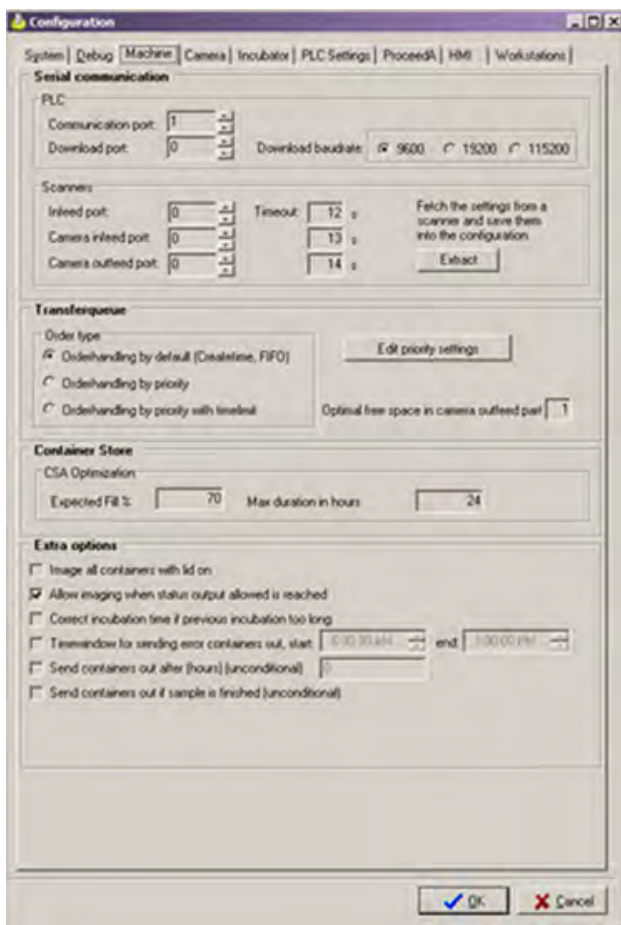 Configuration
System Debug Machine Camera Incubator PLC Settings ProceedA HMI Workstations
Serial communication
PLC
Communication port: 1
Download port: 0 Download baudrate: 9600 19200 115200
Scanners
Infeed port: 0 Timeout: 12 s Fetch the settings from a
Camera infeed port: 0 13 s scanner and save them
into the configuration
Camera outfeed port: 0 14 s Extract
Transferqueue
Order type
Orderhandling by default (Createtime, FIFO) Edit priority settings
Orderhandling by priority
Orderhandling by priority with timelimit Optimal free space in camera outfeed part 1
Container Store
CSA Optimization
Expected Fill % 70 Max duration in hours 24
Extra options
Image all containers with lid on
Allow imaging when status output allowed is reached
Correct incubation time if previous incubation too long
Timewindow for sending error containers out, start: end:
Send containers out after (hours) (unconditional) 0
Send containers out if sample is finished (unconditional)
OK Cancel